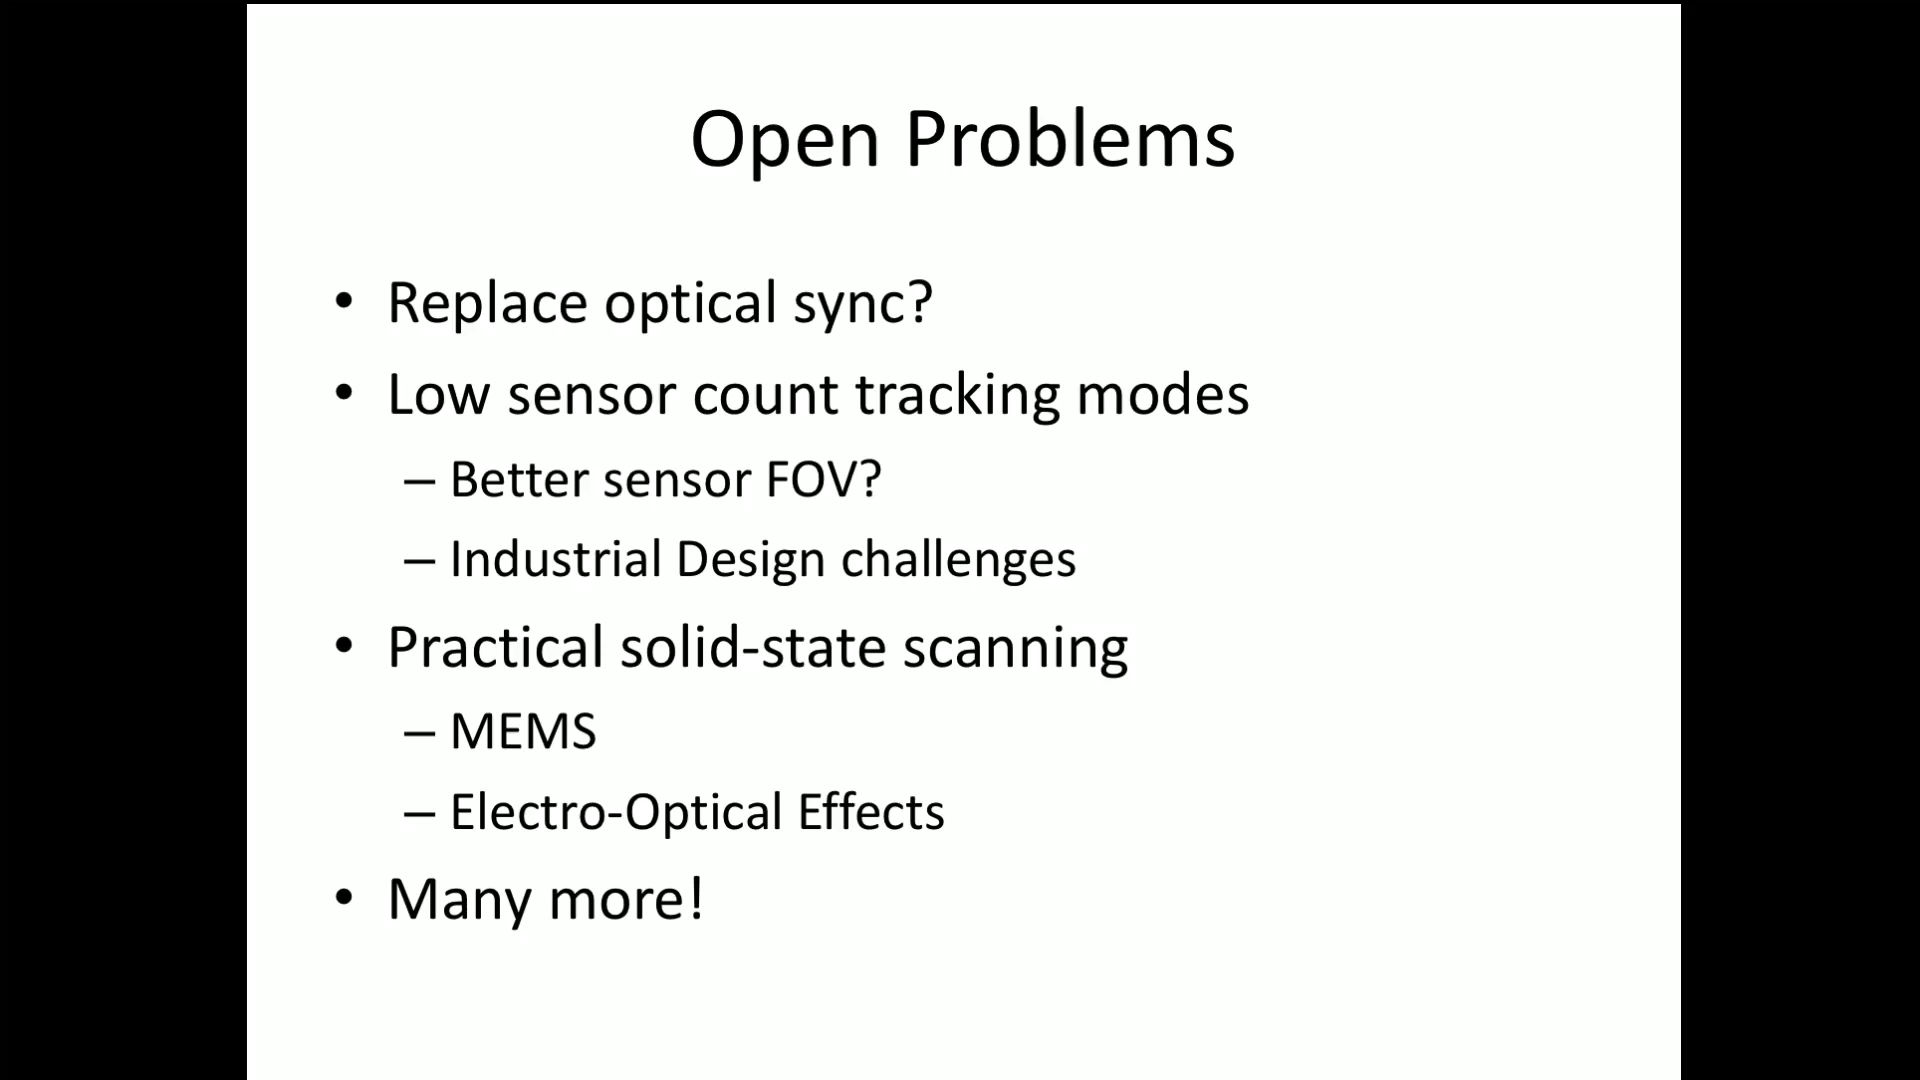 Open Problems
• Replace optical sync?
• Low sensor count tracking modes
– Better sensor FOV?
– Industrial Design challenges
• Practical solid-state scanning
– MEMS
– Electro-Optical Effects
• Many more!